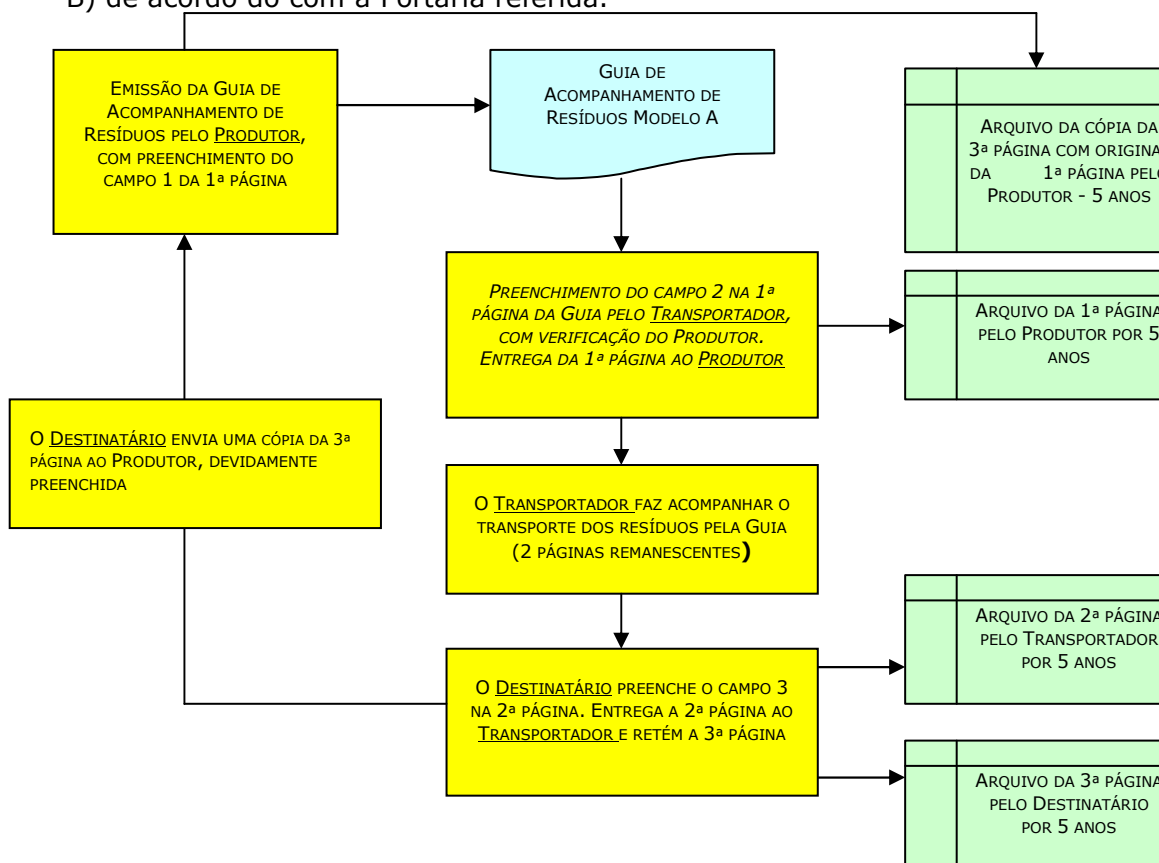 B) de acordo do com a Portaria referida.
EMISSÃO DA GUIA DE
ACOMPANHAMENTO DE
RESÍDUOS PELO PRODUTOR,
COM PREENCHIMENTO DO
CAMPO 1 DA 1ª PÁGINA
GUIA DE
ACOMPANHAMENTO DE
RESÍDUOS MODELO A
ARQUIVO DA CÓPIA DA
3ª PÁGINA COM ORIGINA
DA 1ª PÁGINA PELO
PRODUTOR - 5 ANOS
PREENCHIMENTO DO CAMPO 2 NA 1ª
PÁGINA DA GUIA PELO TRANSPORTADOR,
COM VERIFICAÇÃO DO PRODUTOR.
ENTREGA DA 1ª PÁGINA AO PRODUTOR
ARQUIVO DA 1ª PÁGINA
PELO PRODUTOR POR 5
ANOS
O DESTINATÁRIO ENVIA UMA CÓPIA DA 3ª
PÁGINA AO PRODUTOR, DEVIDAMENTE
PREENCHIDA
O TRANSPORTADOR FAZ ACOMPANHAR O
TRANSPORTE DOS RESÍDUOS PELA GUIA
(2 PÁGINAS REMANESCENTES)
ARQUIVO DA 2ª PÁGINA
PELO TRANSPORTADOR
POR 5 ANOS
O DESTINATÁRIO PREENCHE O CAMPO 3
NA 2ª PÁGINA. ENTREGA A 2ª PÁGINA AO
TRANSPORTADOR E RETÉM A 3ª PÁGINA
ARQUIVO DA 3ª PÁGINA
PELO DESTINATÁRIO
POR 5 ANOS